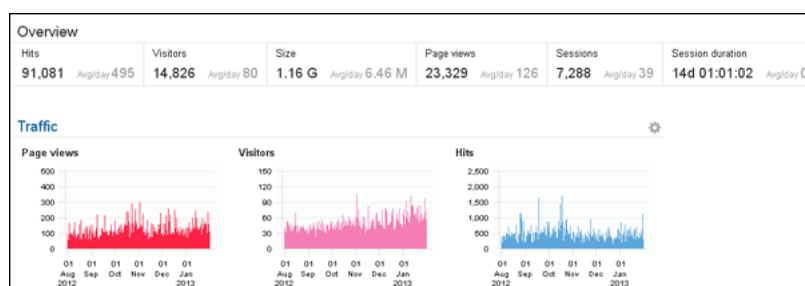 Overview
Hits Visitors Size Page views Sessions Session duration
91,081 Avg/day 495 14,826 Avg/day 80 1.16 G Avg/day 6.46 M 23,329 Avg/day 126 7,288 Avg/day 39 14d 01:01:02 Avg/day
Traffic
Page views
500
400
300
200
100
0
01 01 01 01 01 01
Aug Sep Oct Nov Dec Jan
2012 2013
Visitors
150
120
90
60
30
0
01 01 01 01 01 01
Aug Sep Oct Nov Dec Jan
2012 2013
Hits
2,500
2,000
1,500
1,000
500
0
01 01 01 01 01 01
Aug Sep Oct Nov Dec Jan
2012 2013